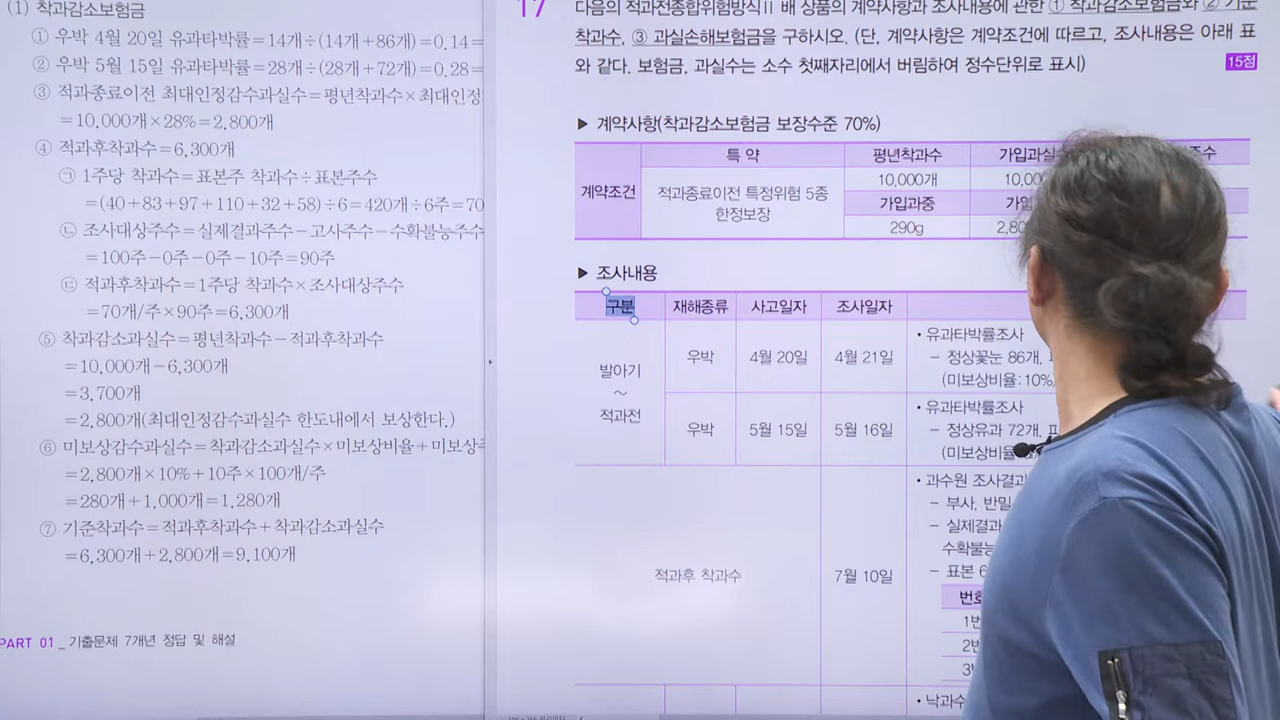 (1) 착과감소보험금
① 우박 4월 20일 유과타박률=14개÷(14개+86개)=0.14=
② 우박 5월 15일 유과타박률=28개÷(28개+72개)=0.28=
③ 적과종료이전 최대인정감수과실수=평년착과수×최대인정
=10,000개×28%=2,800개
④ 적과후착과수=6,300개
㉠ 1주당 착과수=표본주 착과수÷표본주수
=(40+83+97+110+32+58)÷6=420개÷6주=70
㉡ 조사대상주수=실제결과주수-고사주수-수확불능주수
=100주-0주-0주-10주=90주
㉢ 적과후착과수=1주당 착과수×조사대상주수
=70개/주×90주=6,300개
⑤ 착과감소과실수=평년착과수-적과후착과수
=10,000개-6,300개
=3,700개
=2,800개(최대인정감수과실수 한도내에서 보상한다.)
⑥ 미보상감수과실수=착과감소과실수×미보상비율+미보상
=2,800개×10%+10주×100개/주
=280개+1,000개=1,280개
⑦ 기준착과수=적과후착과수+착과감소과실수
=6,300개+2,800개=9,100개
PART 01 _ 기출문제 7개년 정답 및 해설
17 다음의 적과전종합위험방식Ⅱ 배 상품의 계약사항과 조사내용에 관한 ① 착과감소보험금과 ② 기준
착과수, ③ 과실손해보험금을 구하시오. (단, 계약사항은 계약조건에 따르고, 조사내용은 아래 표
와 같다. 보험금, 과실수는 소수 첫째자리에서 버림하여 정수단위로 표시) 15점
▶ 계약사항(착과감소보험금 보장수준 70%)
특 약 평년착과수 가입과실 주수
계약조건 적과종료이전 특정위험 5종 한정보장 10,000개 10,00
가입과중 가입
290g 2,80
▶ 조사내용
구분 재해종류 사고일자 조사일자
발아기 ~ 적과전 우박 4월 20일 4월 21일
• 유과타박률조사
- 정상꽃눈 86개,
(미보상비율:10%)
우박 5월 15일 5월 16일
• 유과타박률조사
- 정상유과 72개,
(미보상비율
적과후 착과수 7월 10일
• 과수원 조사결과
- 부사, 반밀
- 실제결과
수확불능
- 표본 6
번호
1번
2번
3번
• 낙과수